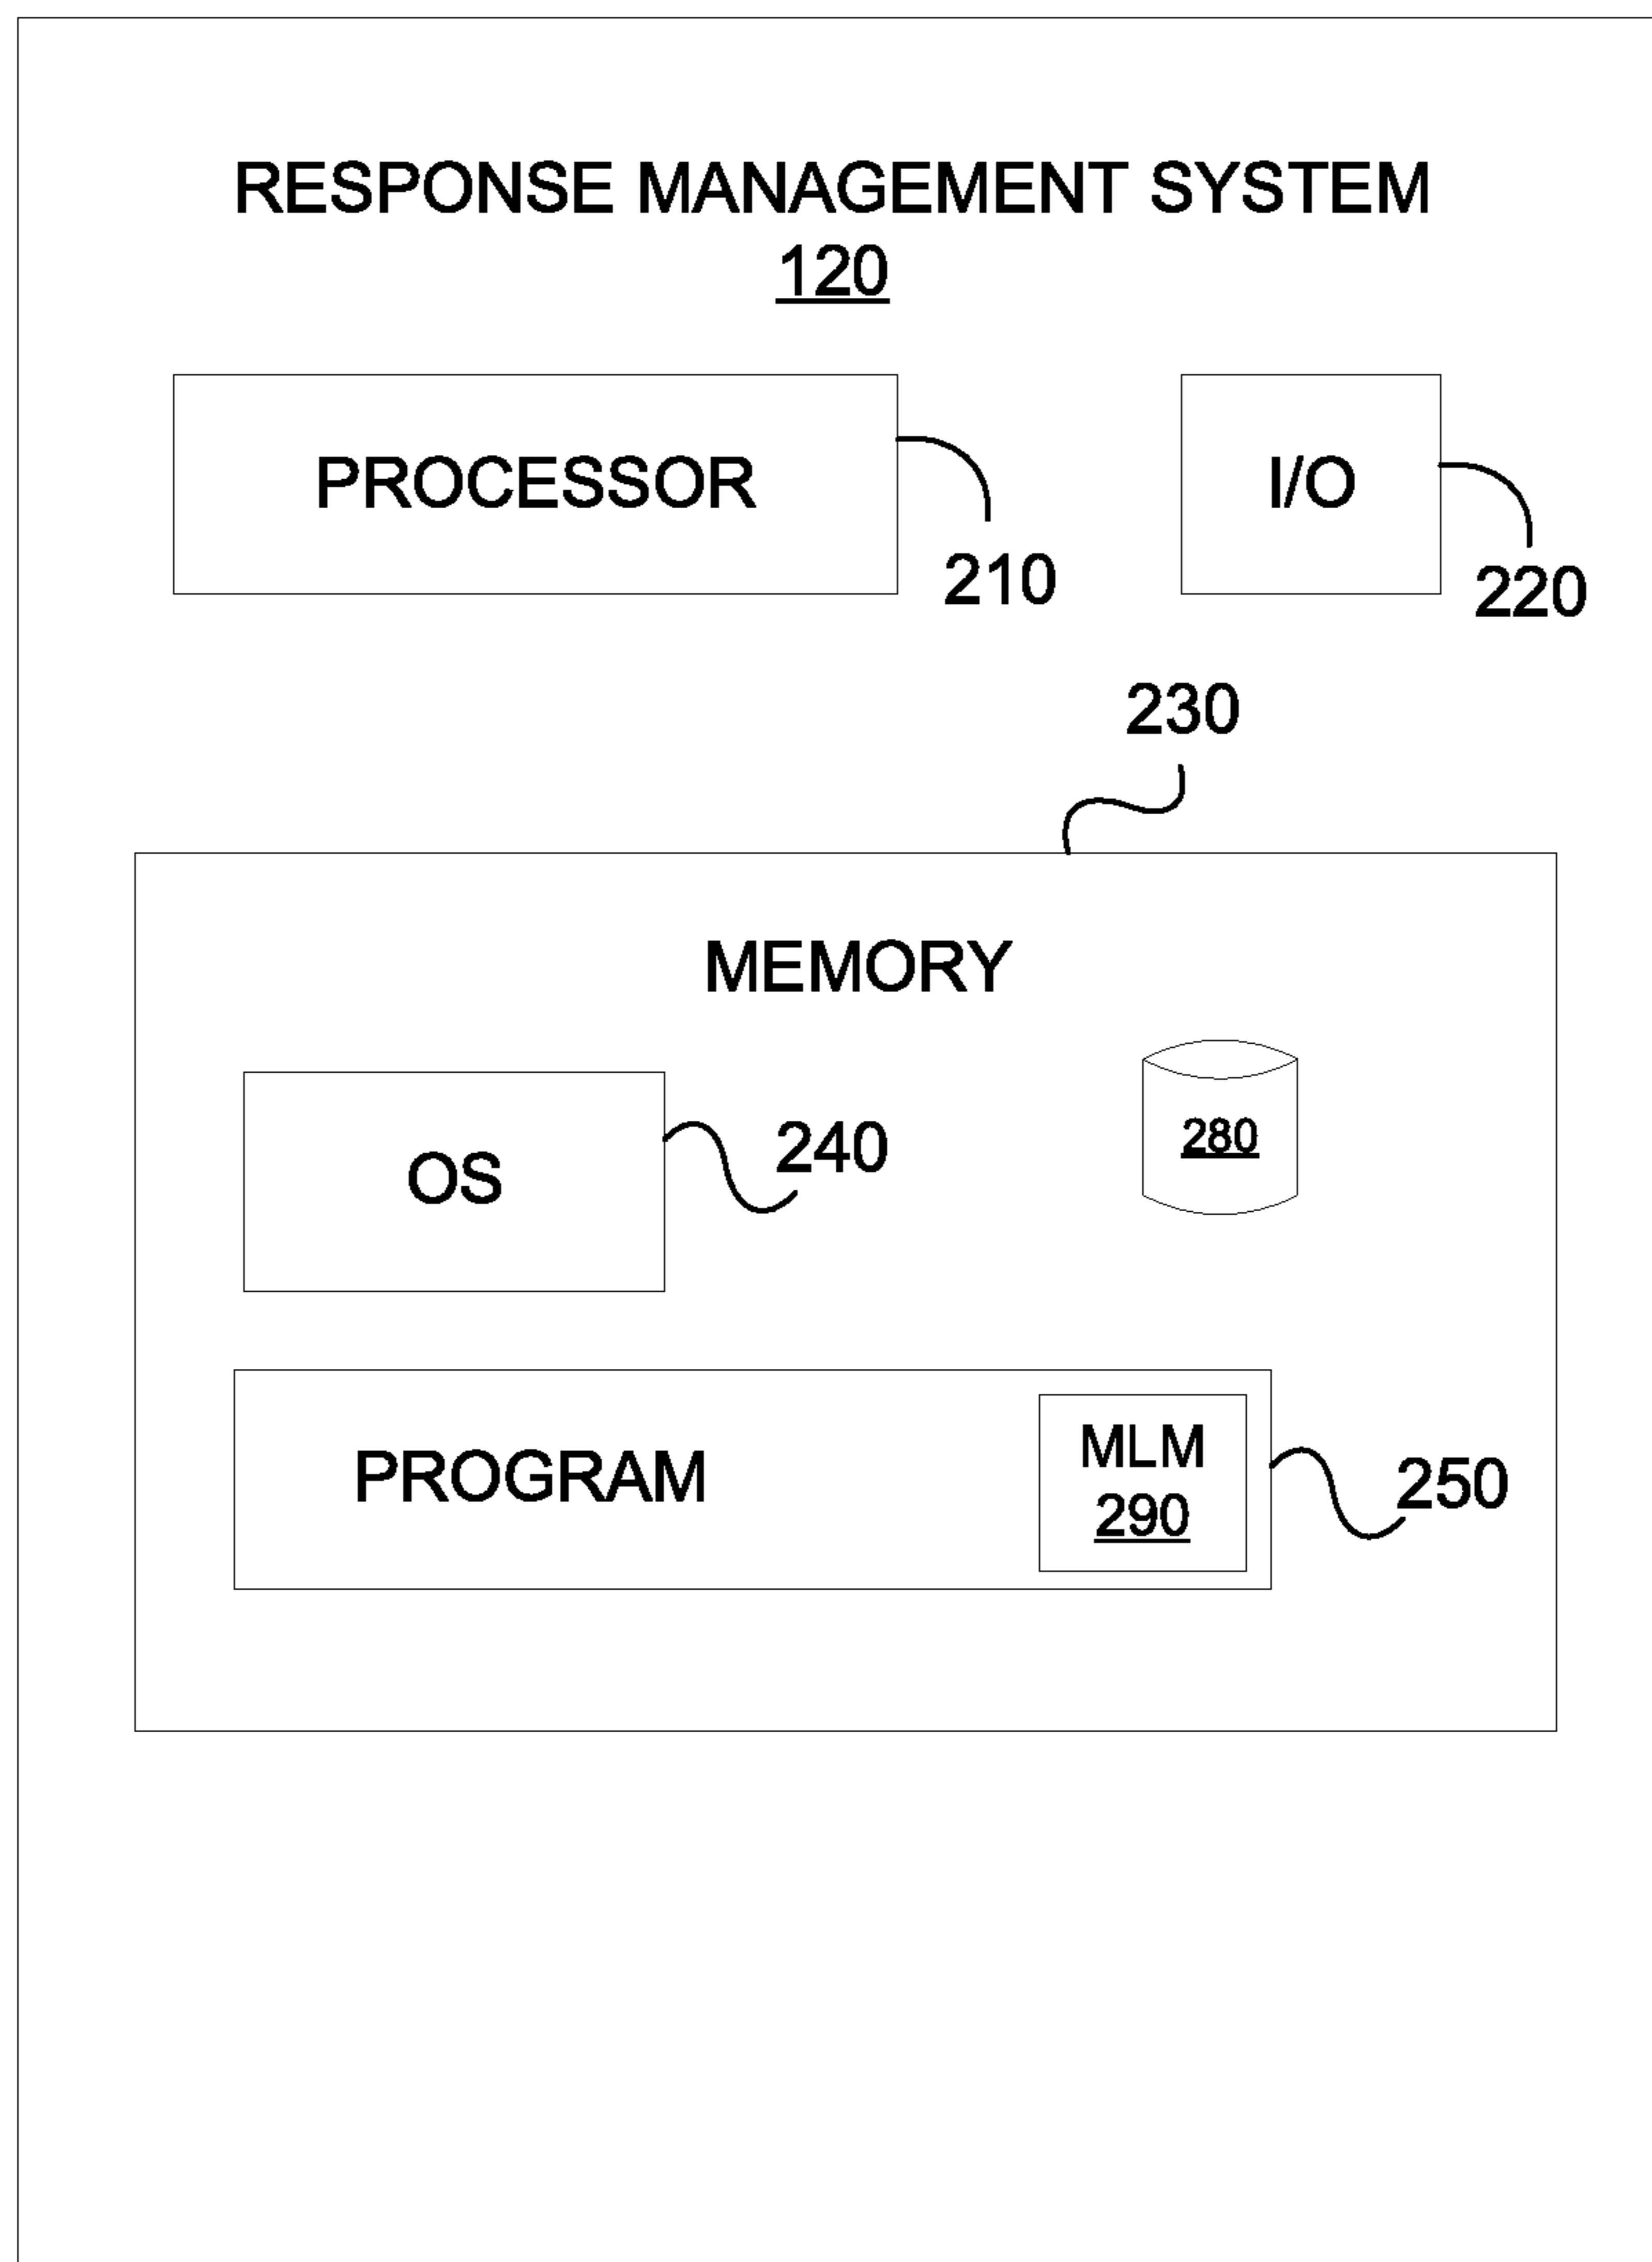 RESPONSE MANAGEMENT SYSTEM
120
PROCESSOR
I/O
210
220
230
MEMORY
OS
240
280
PROGRAM
MLM
290
250